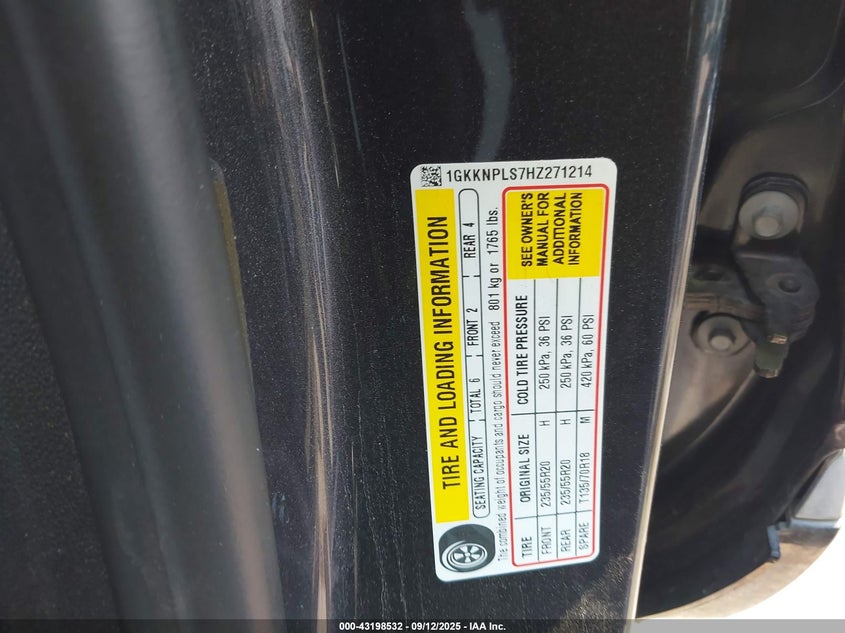 1GKKNPLS7HZ271214
TIRE AND LOADING INFORMATION
SEATING CAPACITY | TOTAL 6 | FRONT 2 | REAR 4
The combined weight of occupants and cargo should never exceed 801 kg or 1765 lbs.
TIRE ORIGINAL SIZE COLD TIRE PRESSURE
FRONT 235/55R20 H 250 kPa, 36 PSI
REAR 235/55R20 H 250 kPa, 36 PSI
SPARE T135/70R18 M 420 kPa, 60 PSI
SEE OWNER'S
MANUAL FOR
ADDITIONAL
INFORMATION
000-43198532 - 09/12/2025 - IAA Inc.